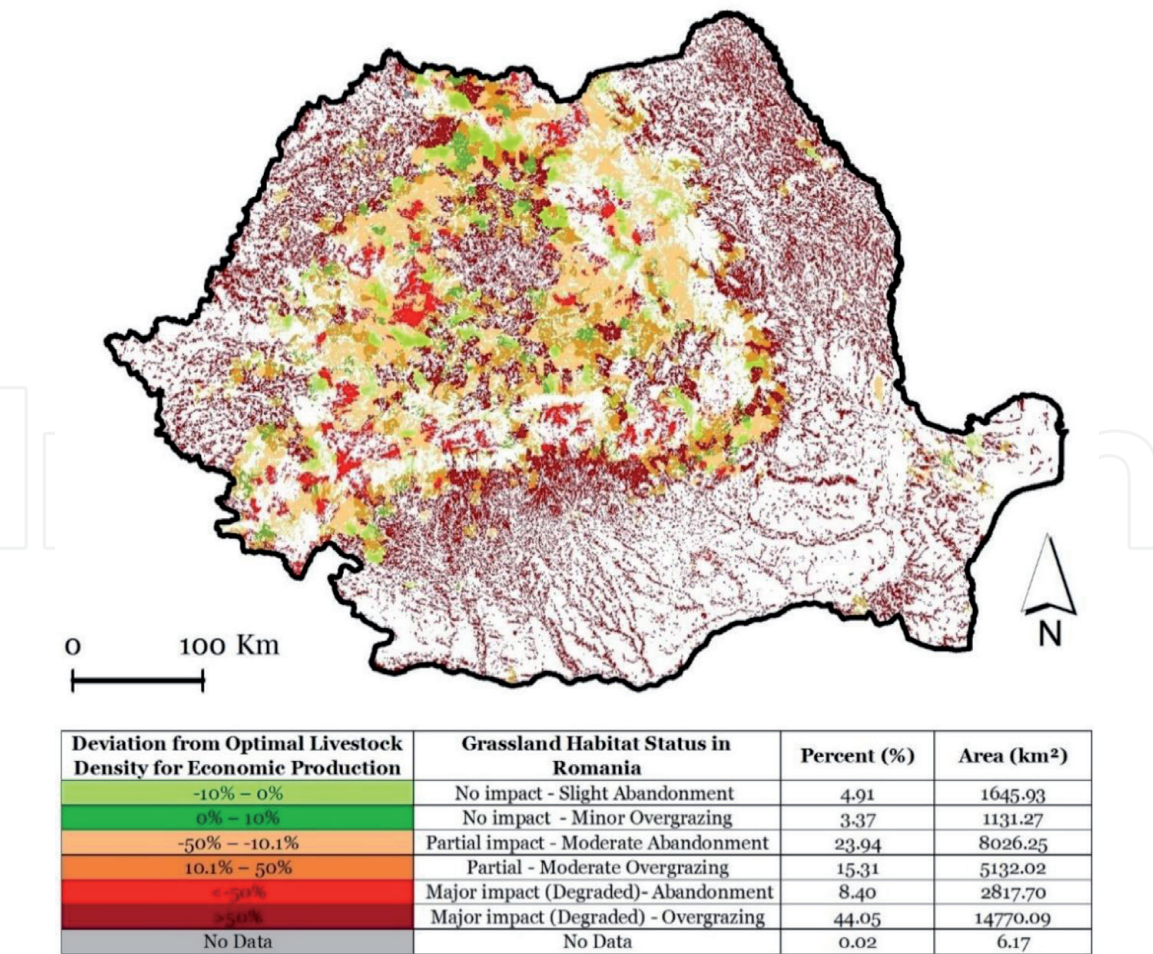 N
0 100 Km
Deviation from Optimal Livestock Density for Economic Production Grassland Habitat Status in Romania Percent (%) Area (km²)
-10% – 0% No impact - Slight Abandonment 4.91 1645.93
0% – 10% No impact - Minor Overgrazing 3.37 1131.27
-50% – -10.1% Partial impact - Moderate Abandonment 23.94 8026.25
10.1% – 50% Partial - Moderate Overgrazing 15.31 5132.02
<-50% Major impact (Degraded)- Abandonment 8.40 2817.70
>50% Major impact (Degraded) - Overgrazing 44.05 14770.09
No Data No Data 0.02 6.17